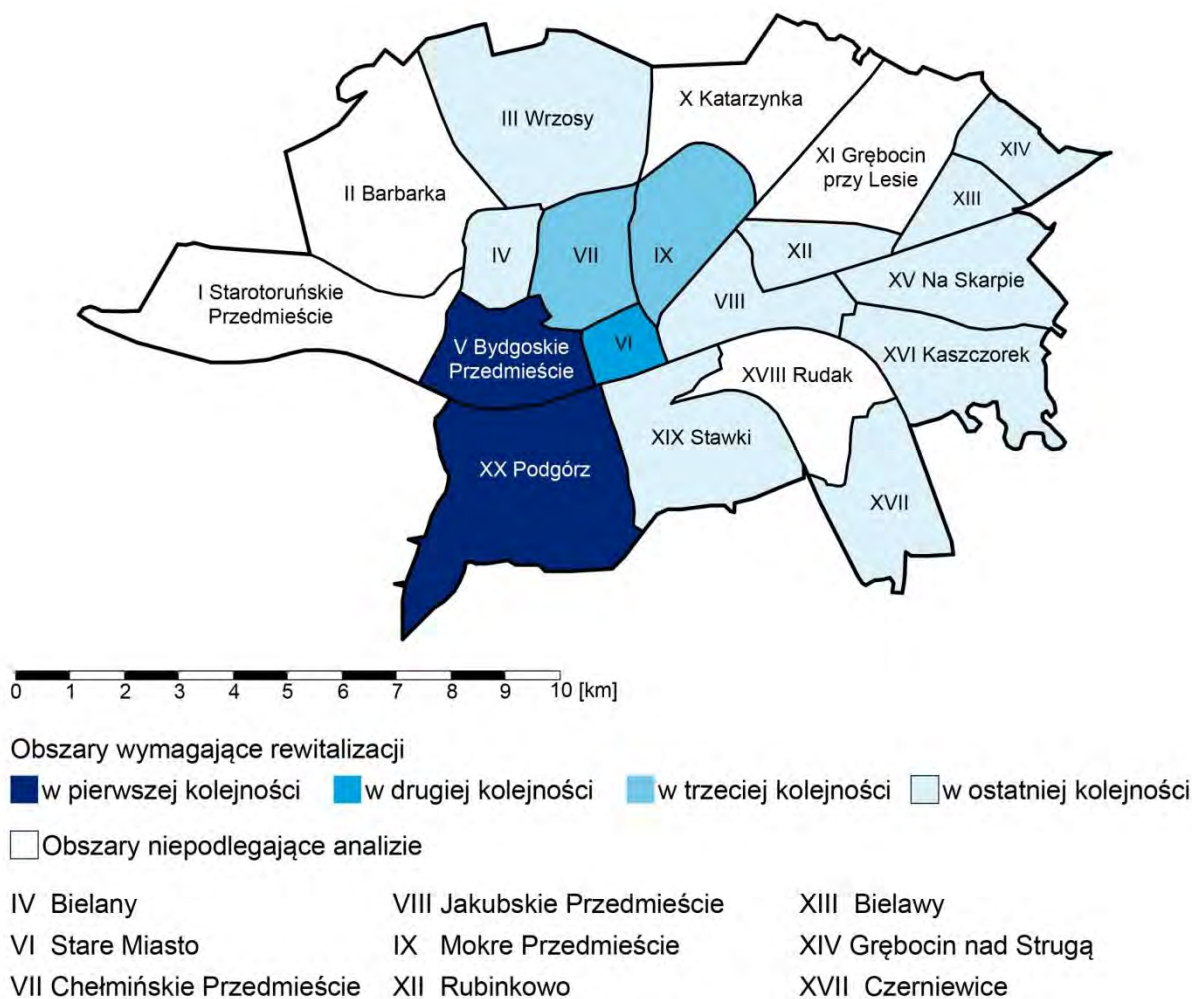 III Wrzosy
X Katarzynka
XI Grębocin
przy Lesie
XIV
XIII
II Barbarka
IV
VII
IX
XII
XV Na Skarpie
I Starotoruńskie
Przedmieście
VIII
V Bydgoskie
Przedmieście
VI
XVI Kaszczorek
XVIII Rudak
XIX Stawki
XX Podgórz
XVII
0 1 2 3 4 5 6 7 8 9 10 [km]
Obszary wymagające rewitalizacji
w pierwszej kolejności w drugiej kolejności w trzeciej kolejności w ostatniej kolejności
Obszary niepodlegające analizie
IV Bielany VIII Jakubskie Przedmieście XIII Bielawy
VI Stare Miasto IX Mokre Przedmieście XIV Grębocin nad Strugą
VII Chełmińskie Przedmieście XII Rubinkowo XVII Czerniewice